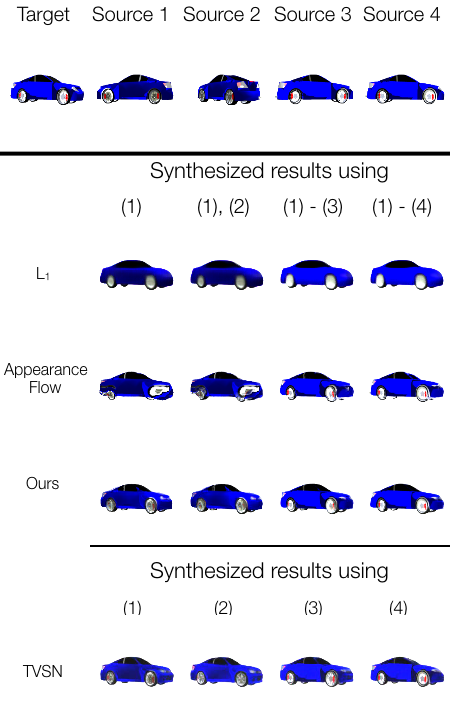 Target Source 1 Source 2 Source 3 Source 4
Synthesized results using
(1) (1), (2) (1) - (3) (1) - (4)
L₁
Appearance
Flow
Ours
Synthesized results using
(1) (2) (3) (4)
TVSN